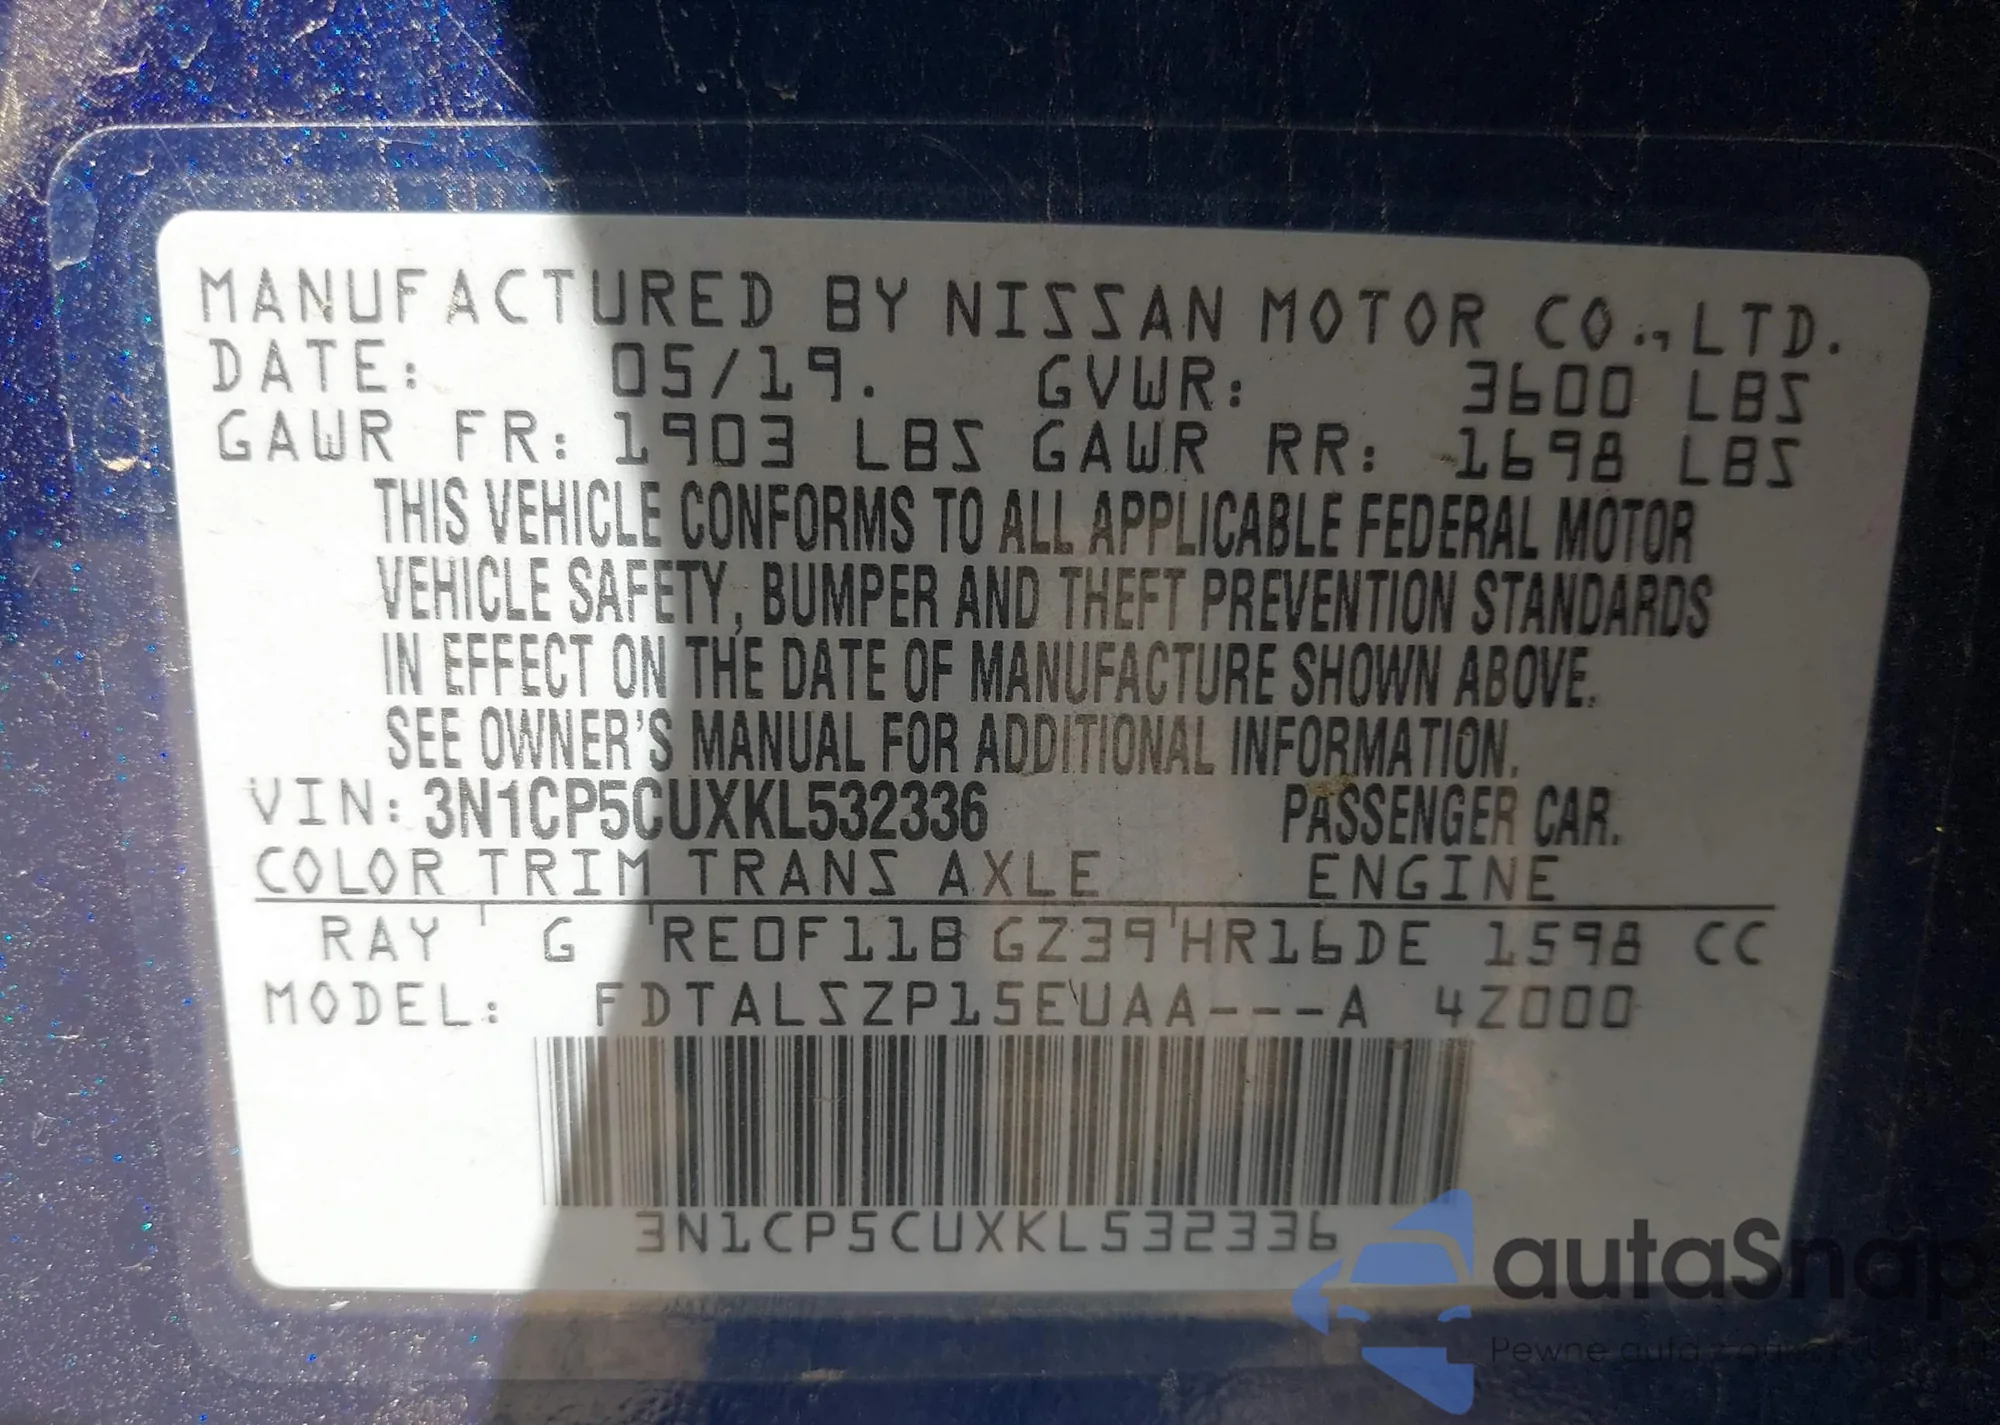 MANUFACTURED BY NISSAN MOTOR CO., LTD.
DATE: 05/19. GVWR: 3600 LBS
GAWR FR: 1903 LBS GAWR RR: 1698 LBS
THIS VEHICLE CONFORMS TO ALL APPLICABLE FEDERAL MOTOR
VEHICLE SAFETY, BUMPER AND THEFT PREVENTION STANDARDS
IN EFFECT ON THE DATE OF MANUFACTURE SHOWN ABOVE.
SEE OWNER'S MANUAL FOR ADDITIONAL INFORMATION.
VIN: 3N1CP5CUXKL532336 PASSENGER CAR.
COLOR TRIM TRANS AXLE ENGINE
RAY G RE0F11B GZ39 HR16DE 1598 CC
MODEL: FDTALSZP15EUAA---A 4Z000
3N1CP5CUXKL532336
autaSnap
Pewne auta z